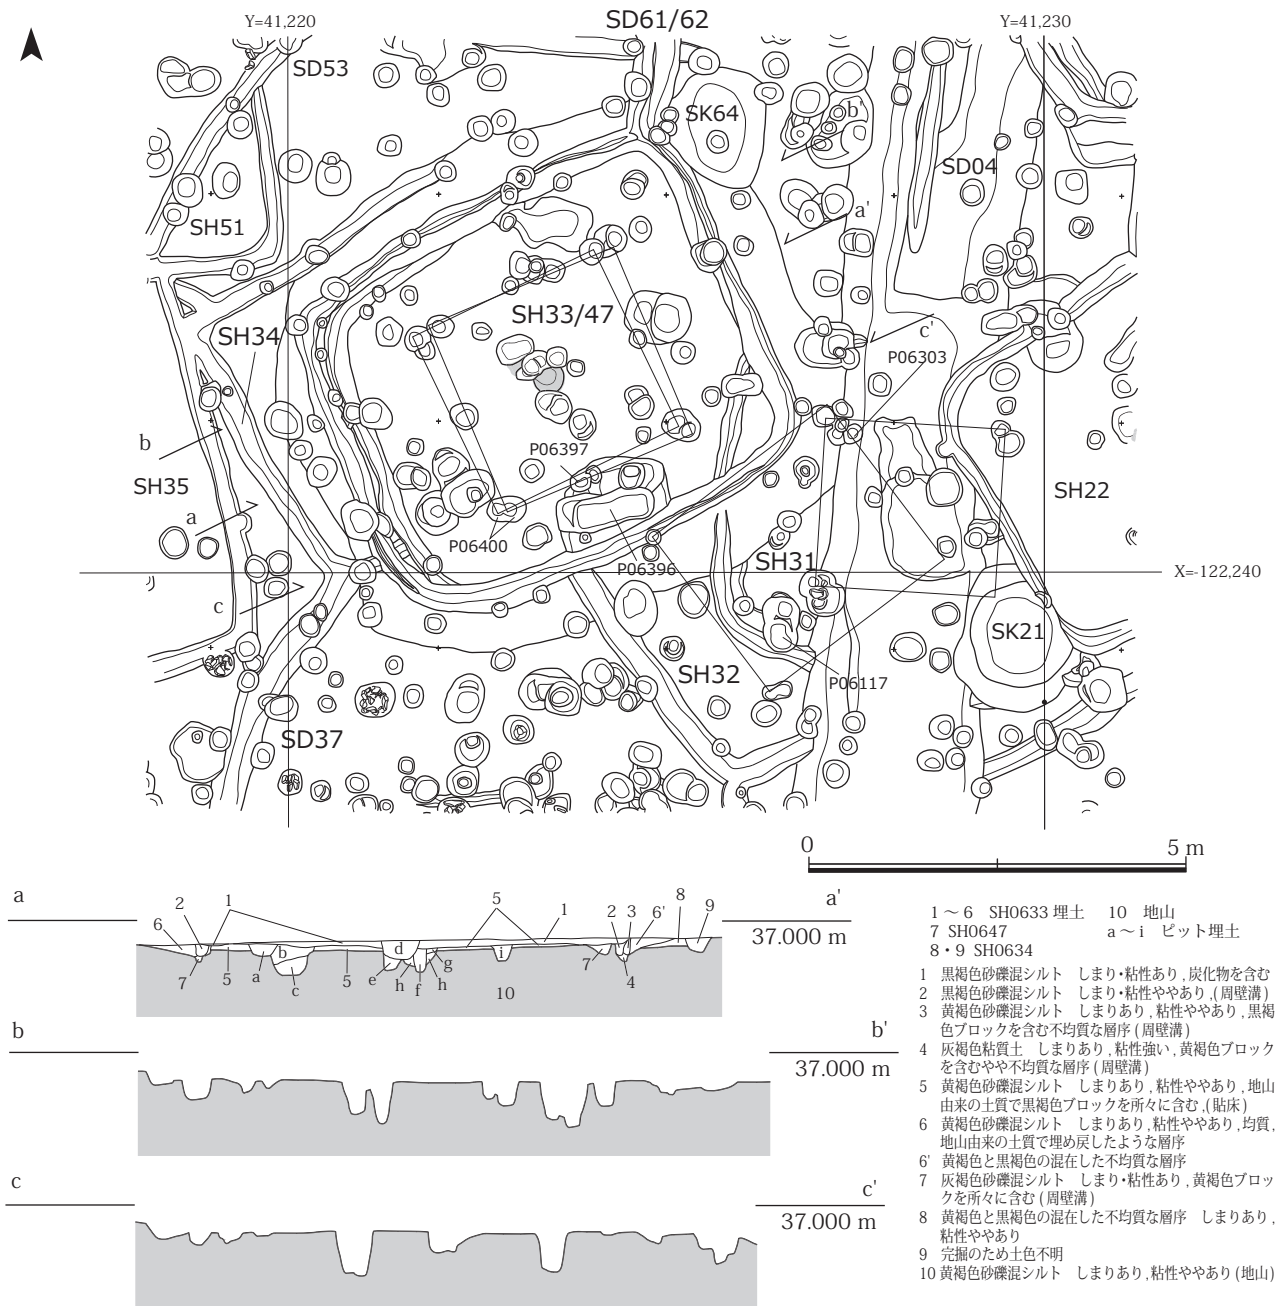 Y=41,220
SD61/62
Y=41,230
SD53
SK64
b'
SD04
SH51
a'
SH33/47
SH34
c'
P06303
b
P06397
SH35
SH22
a
P06400
SH31
P06396
X=-122,240
c
SK21
SH32
P06117
SD37
0
5 m
a
a'
37.000 m
6 2 1 5 1 2 3 6' 8 9
b d i
7 5 a c 5 e h f g h 7 4
10
b
b'
37.000 m
c
c'
37.000 m
1 ～ 6 SH0633 埋土 10 地山
7 SH0647 a ～ i ピット埋土
8・9 SH0634
1 黒褐色砂礫混シルト しまり・粘性あり , 炭化物を含む
2 黒褐色砂礫混シルト しまり・粘性ややあり ,( 周壁溝 )
3 黄褐色砂礫混シルト しまりあり , 粘性ややあり , 黒褐
色ブロックを含む不均質な層序 ( 周壁溝 )
4 灰褐色粘質土 しまりあり , 粘性強い , 黄褐色ブロック
を含むやや不均質な層序 ( 周壁溝 )
5 黄褐色砂礫混シルト しまりあり , 粘性ややあり , 地山
由来の土質で黒褐色ブロックを所々に含む ,( 貼床 )
6 黄褐色砂礫混シルト しまりあり , 粘性ややあり , 均質 ,
地山由来の土質で埋め戻したような層序
6' 黄褐色と黒褐色の混在した不均質な層序
7 灰褐色砂礫混シルト しまり・粘性あり , 黄褐色ブロッ
クを所々に含む ( 周壁溝 )
8 黄褐色と黒褐色の混在した不均質な層序 しまりあり ,
粘性ややあり
9 完掘のため土色不明
10 黄褐色砂礫混シルト しまりあり , 粘性ややあり ( 地山 )